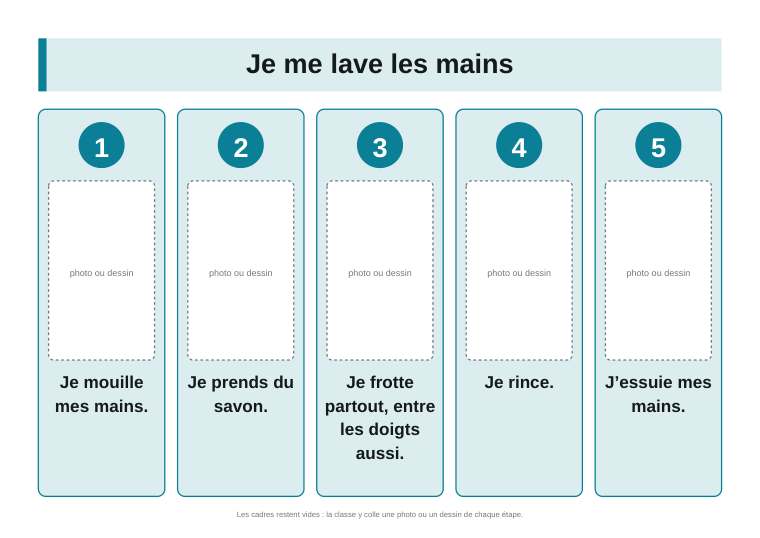 Je me lave les mains
1
photo ou dessin
Je mouille
mes mains.
2
photo ou dessin
Je prends du
savon.
3
photo ou dessin
Je frotte
partout, entre
les doigts
aussi.
4
photo ou dessin
Je rince.
5
photo ou dessin
J’essuie mes
mains.
Les cadres restent vides : la classe y colle une photo ou un dessin de chaque étape.